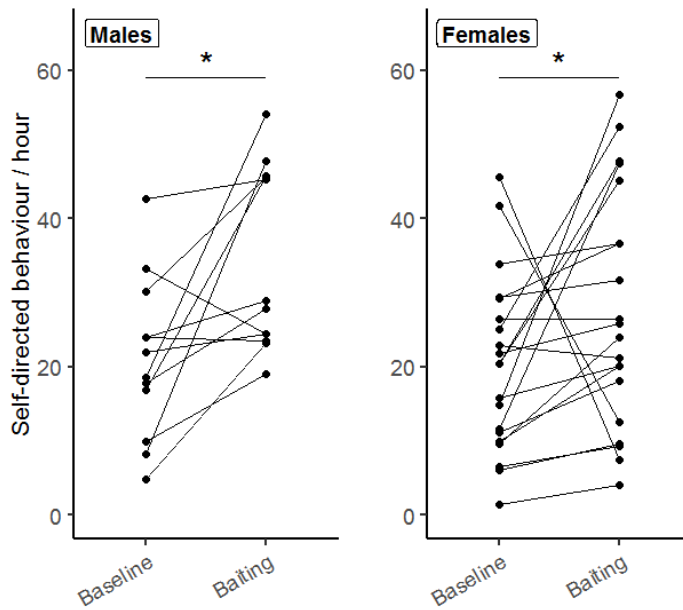 Males
Females
*
*
60
40
20
0
60
40
20
0
Self-directed behaviour / hour
Baseline
Baiting
Baseline
Baiting